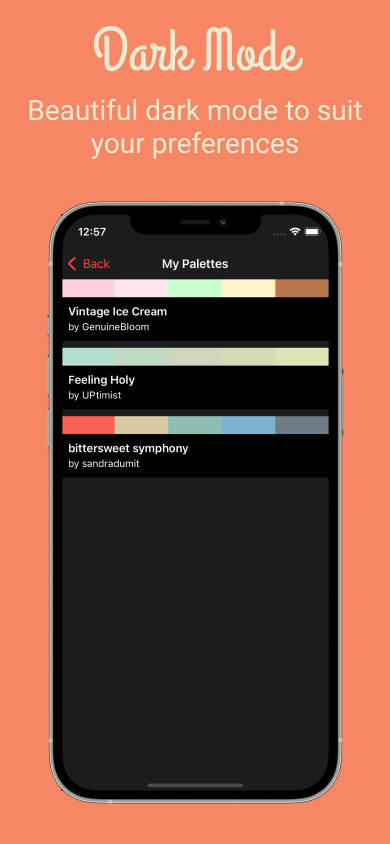 Dark Mode
Beautiful dark mode to suit
your preferences
12:57
Back
My Palettes
Vintage Ice Cream
by GenuineBloom
Feeling Holy
by UPtimist
bittersweet symphony
by sandradumit